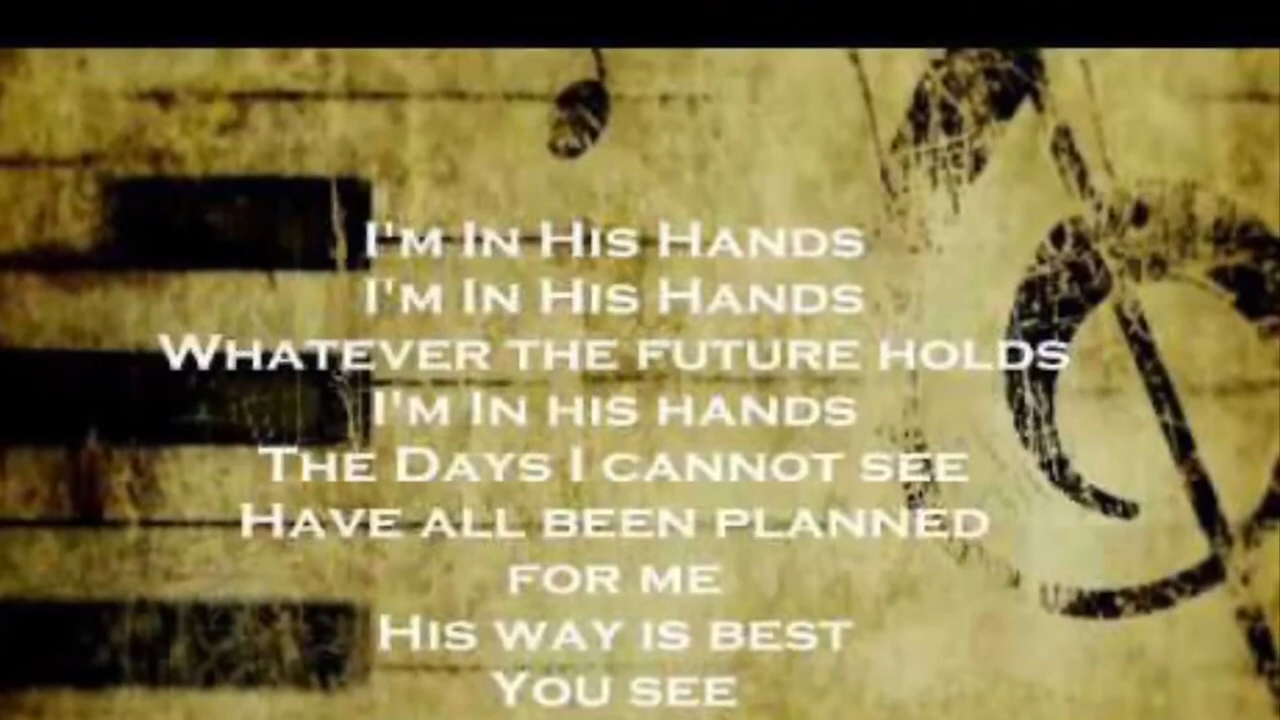 I'm In His Hands
I'm In His Hands
Whatever the future holds
I'm In his hands
The Days I cannot see
Have all been planned
for me
His way is best
You see